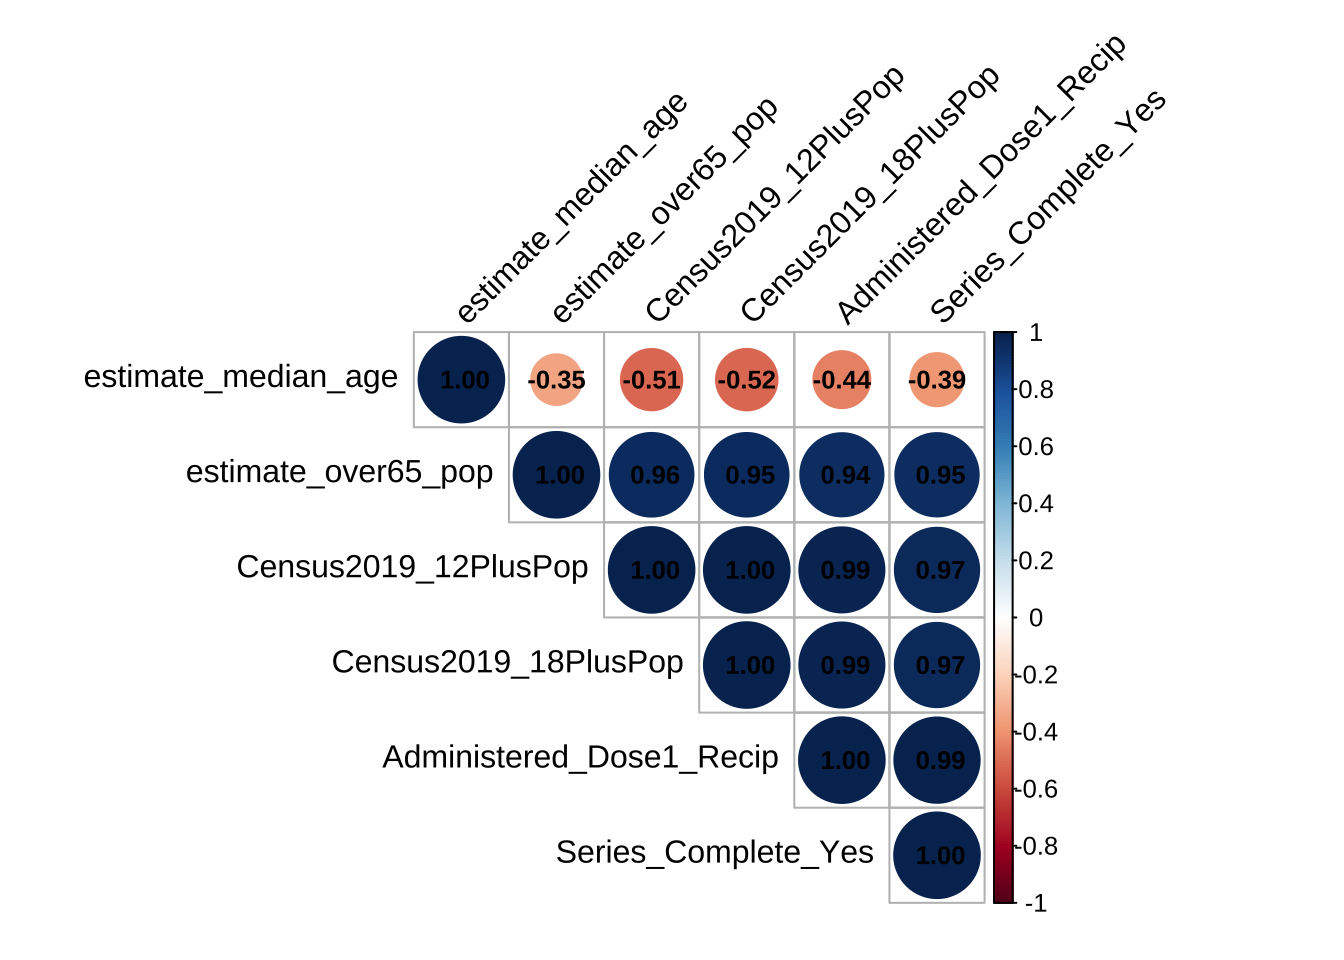 estimate_median_age
estimate_over65_pop
Census2019_12PlusPop
Census2019_18PlusPop
Administered_Dose1_Recip
Series_Complete_Yes
estimate_median_age 1.00 -0.35 -0.51 -0.52 -0.44 -0.39
estimate_over65_pop 1.00 0.96 0.95 0.94 0.95
Census2019_12PlusPop 1.00 1.00 0.99 0.97
Census2019_18PlusPop 1.00 0.99 0.97
Administered_Dose1_Recip 1.00 0.99
Series_Complete_Yes 1.00
1
0.8
0.6
0.4
0.2
0
-0.2
-0.4
-0.6
-0.8
-1